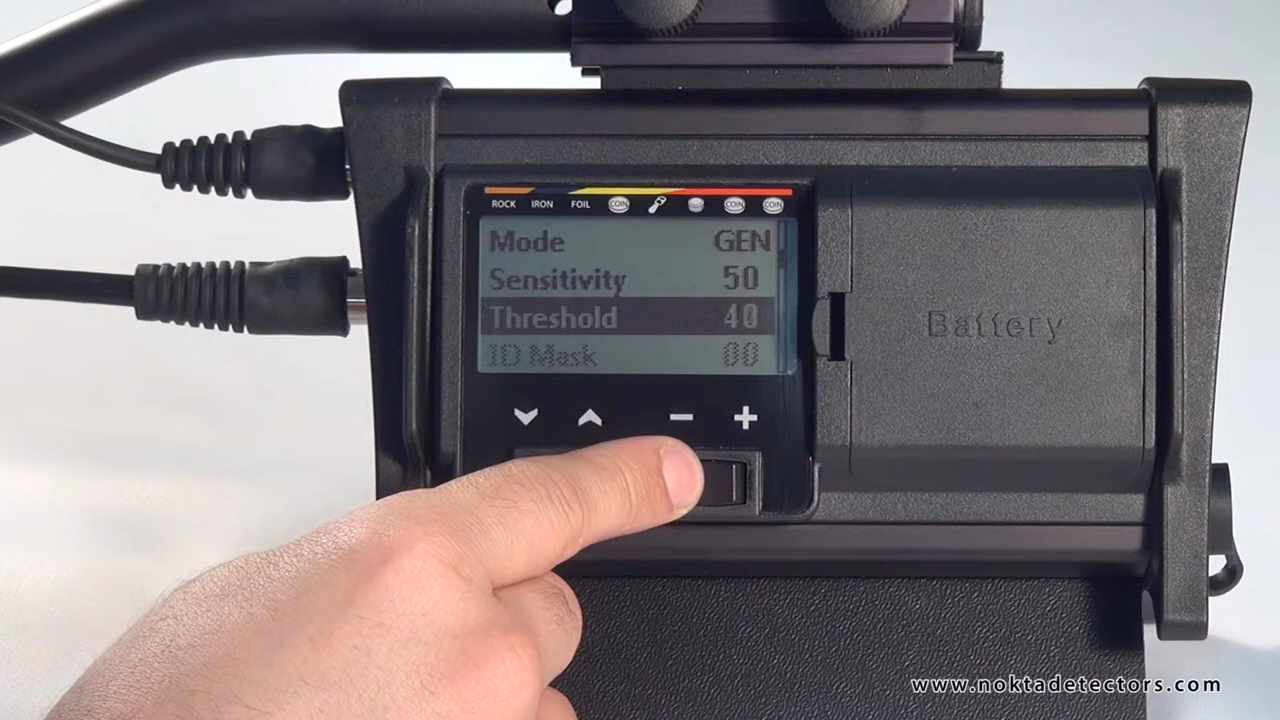 ROCK IRON FOIL COIN COIN COIN
Mode GEN
Sensitivity 50
Threshold 40
ID Mask 00
Battery
www.noktadetectors.com